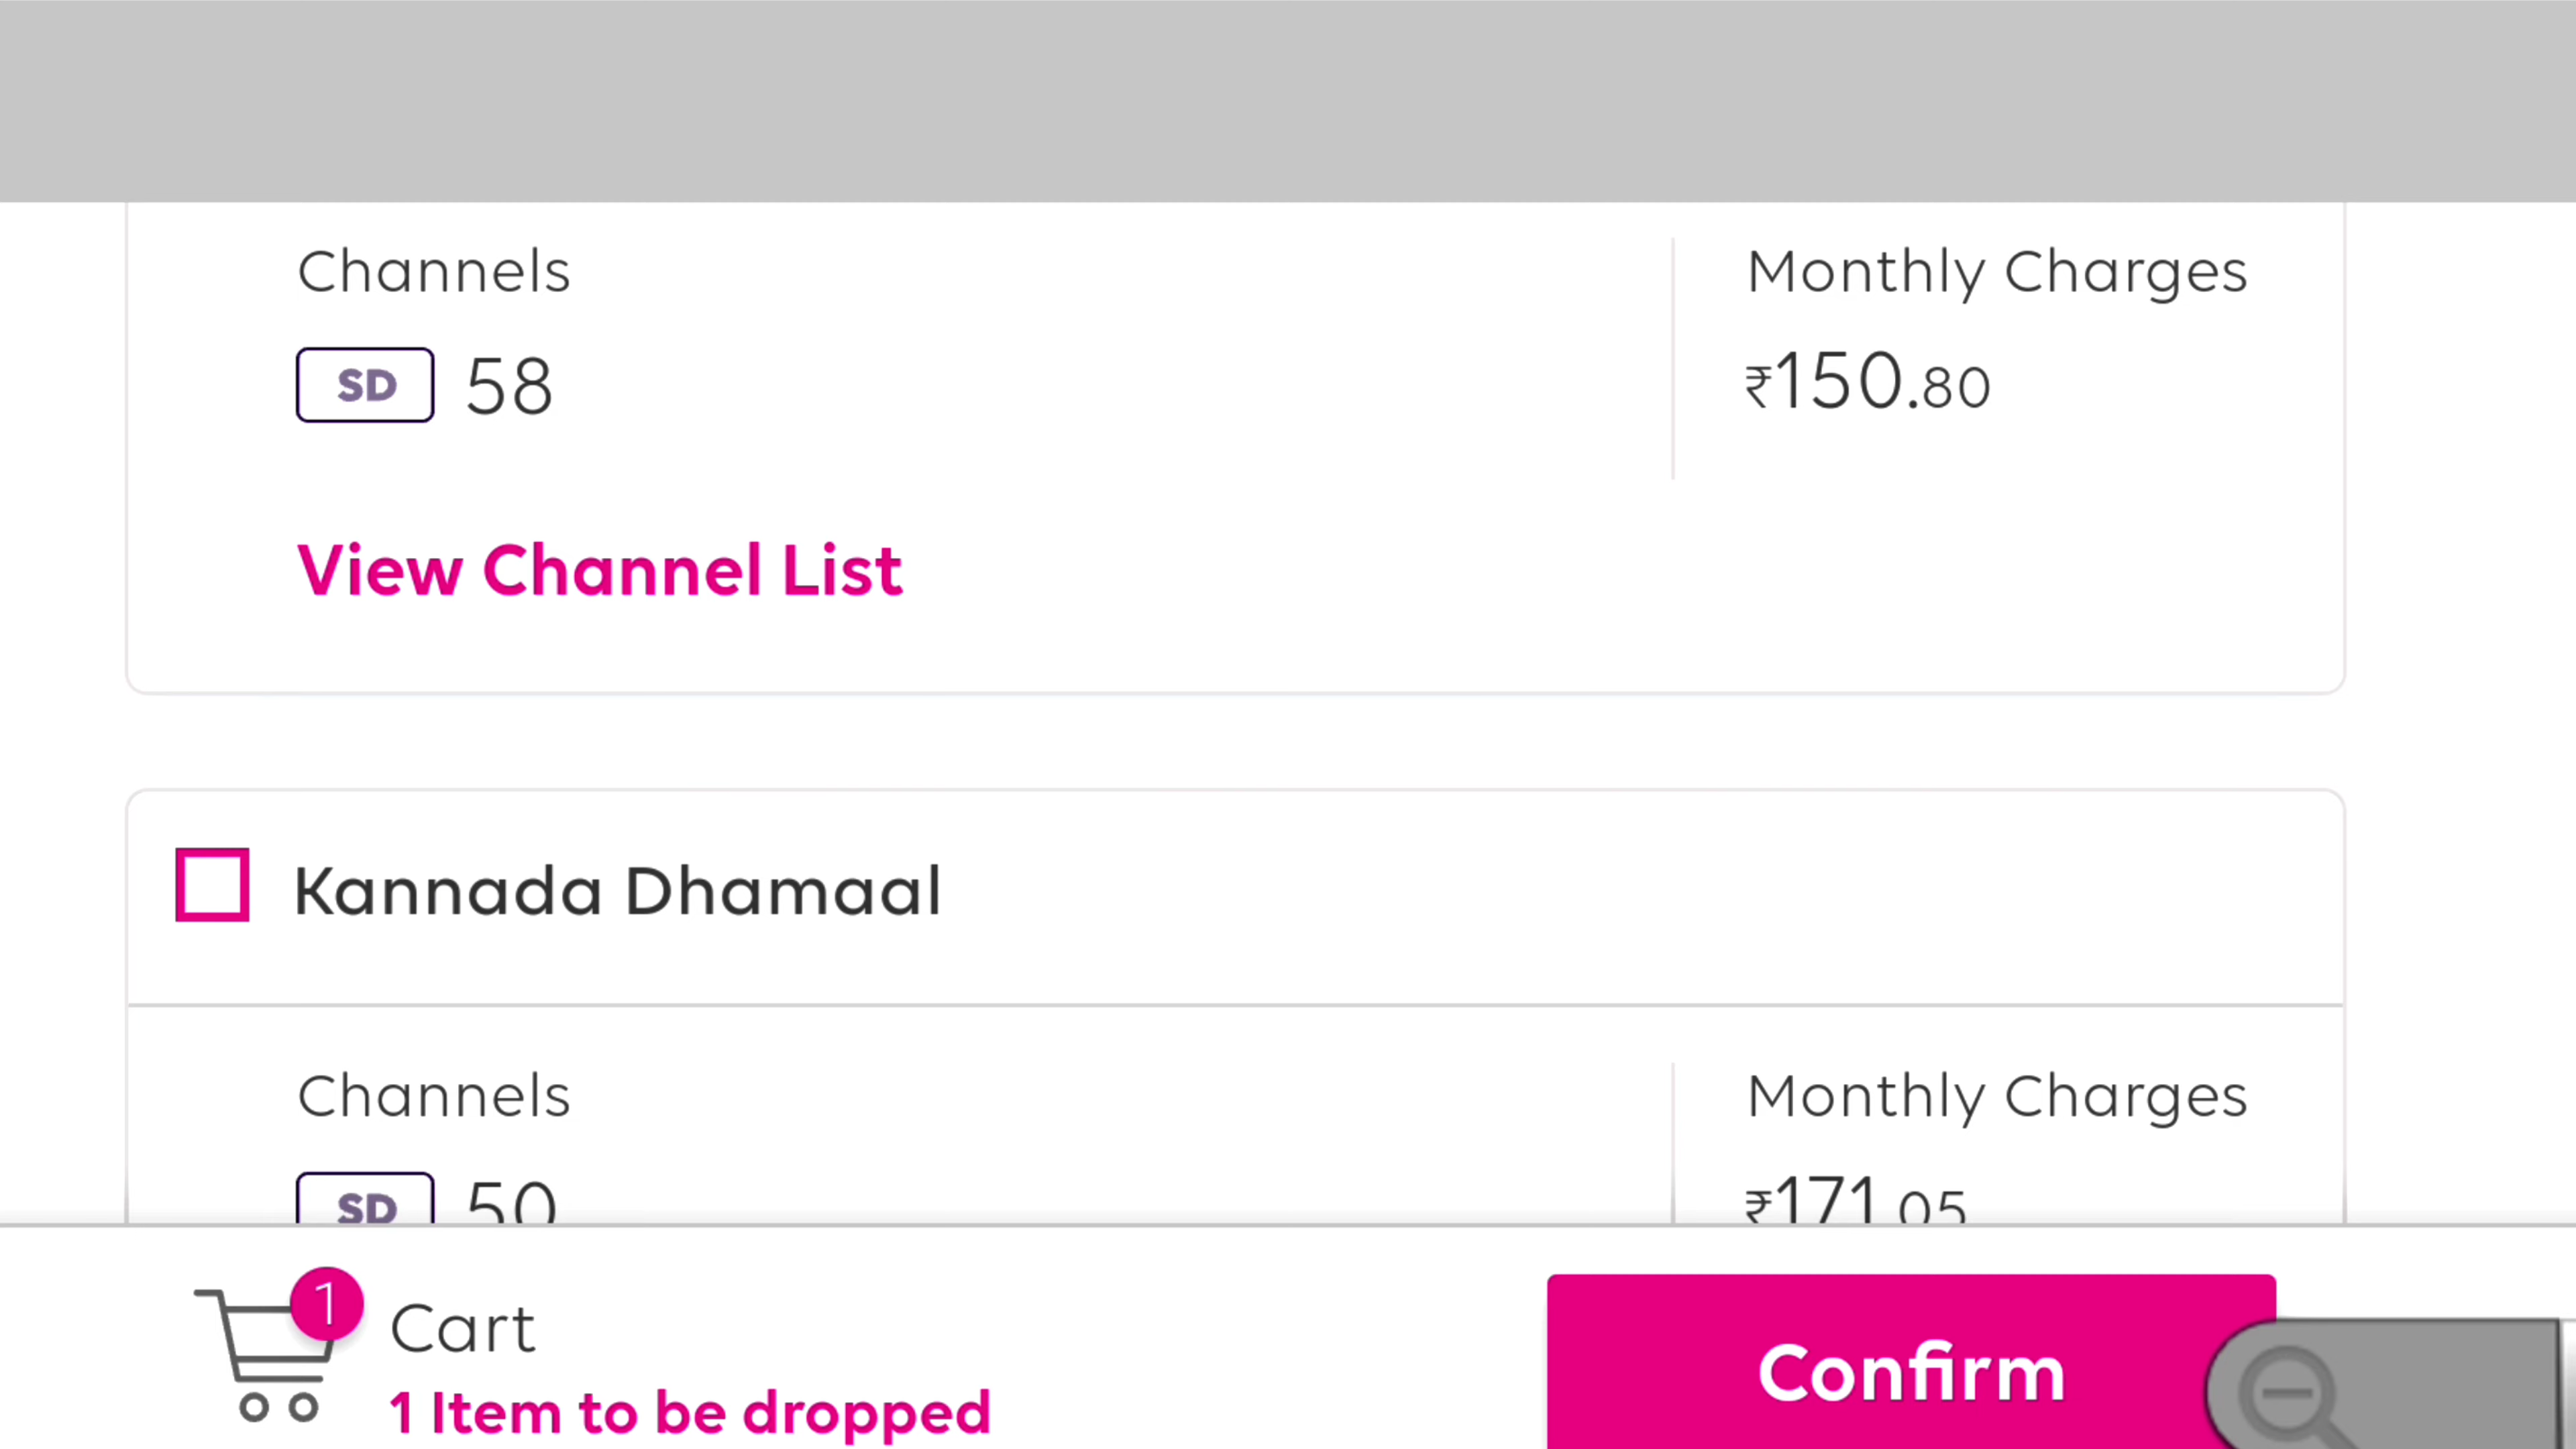 Channels
Monthly Charges
SD 58
₹150.80
View Channel List
Kannada Dhamaal
Channels
Monthly Charges
SD 50
₹171.05
1
Cart
1 Item to be dropped
Confirm